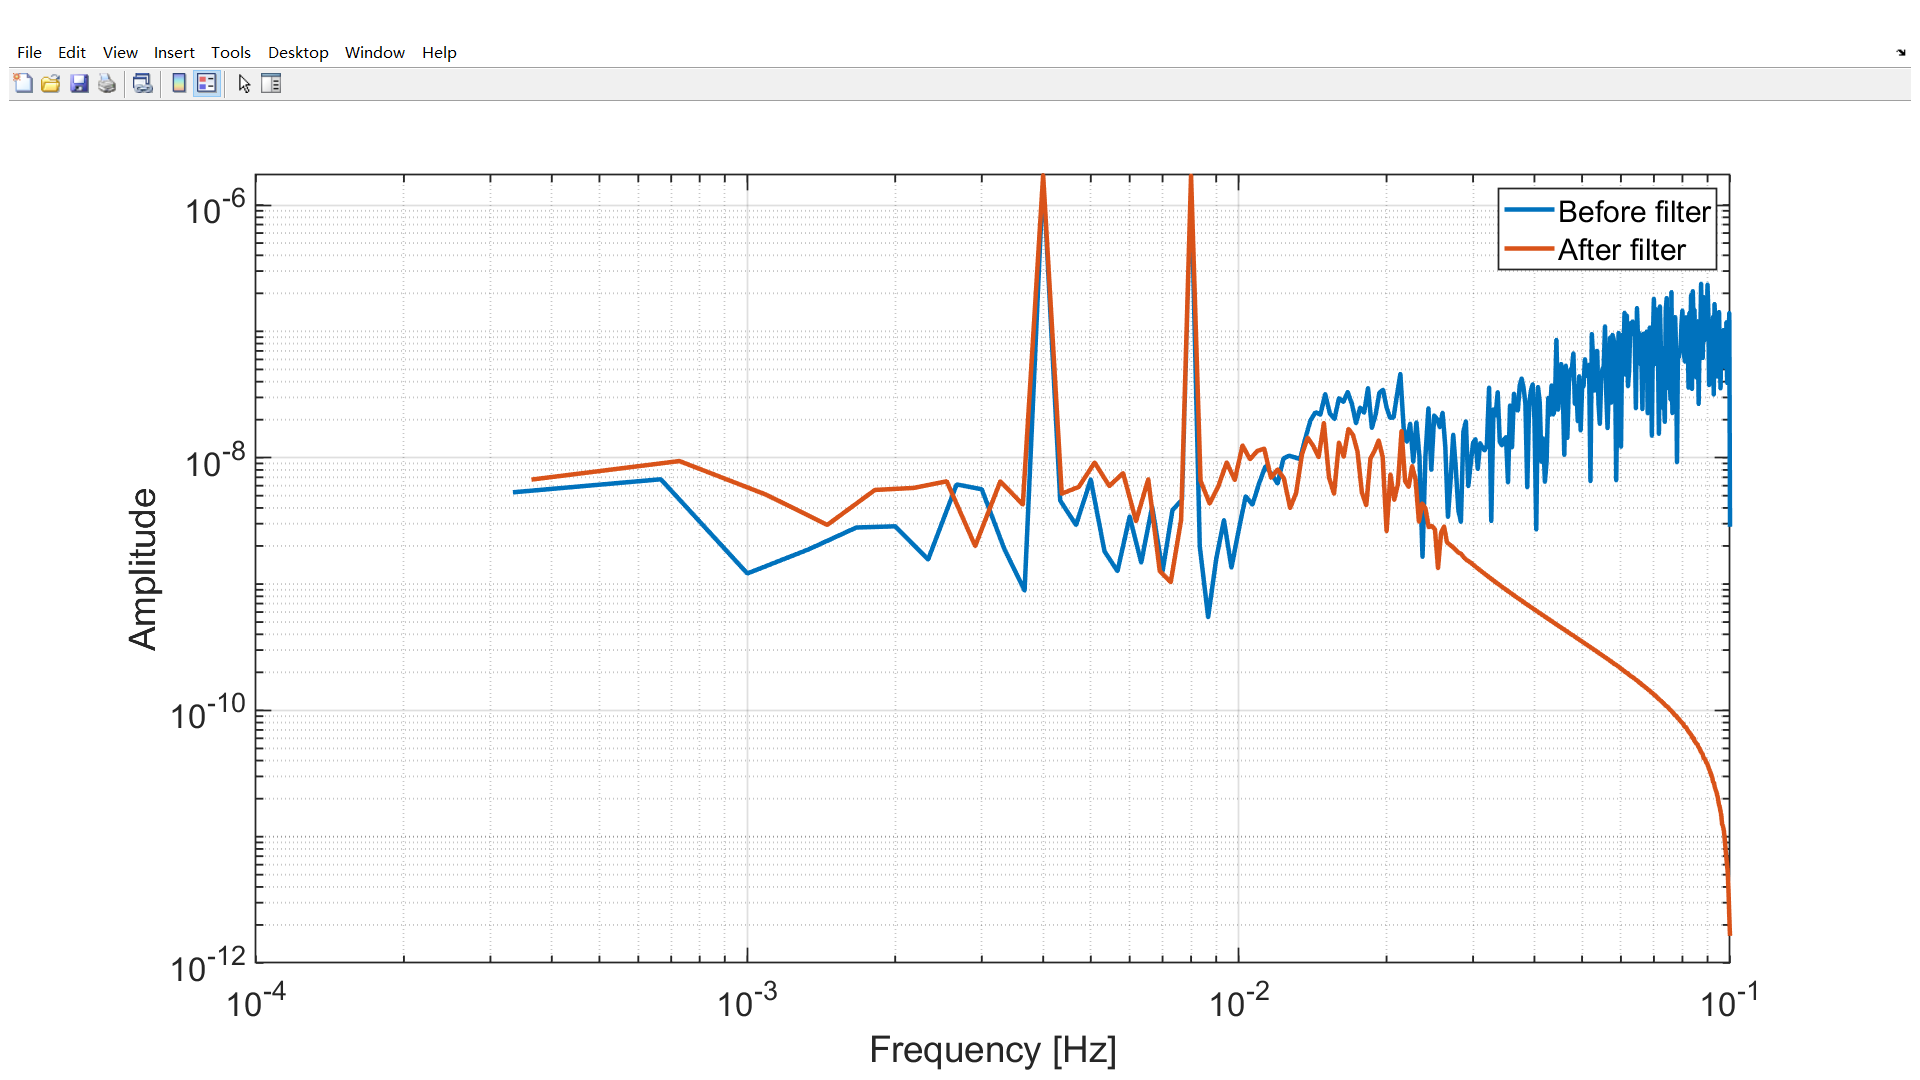 File Edit View Insert Tools Desktop Window Help
Before filter
After filter
10^-6
10^-8
10^-10
10^-12
Amplitude
10^-4 10^-3 10^-2 10^-1
Frequency [Hz]